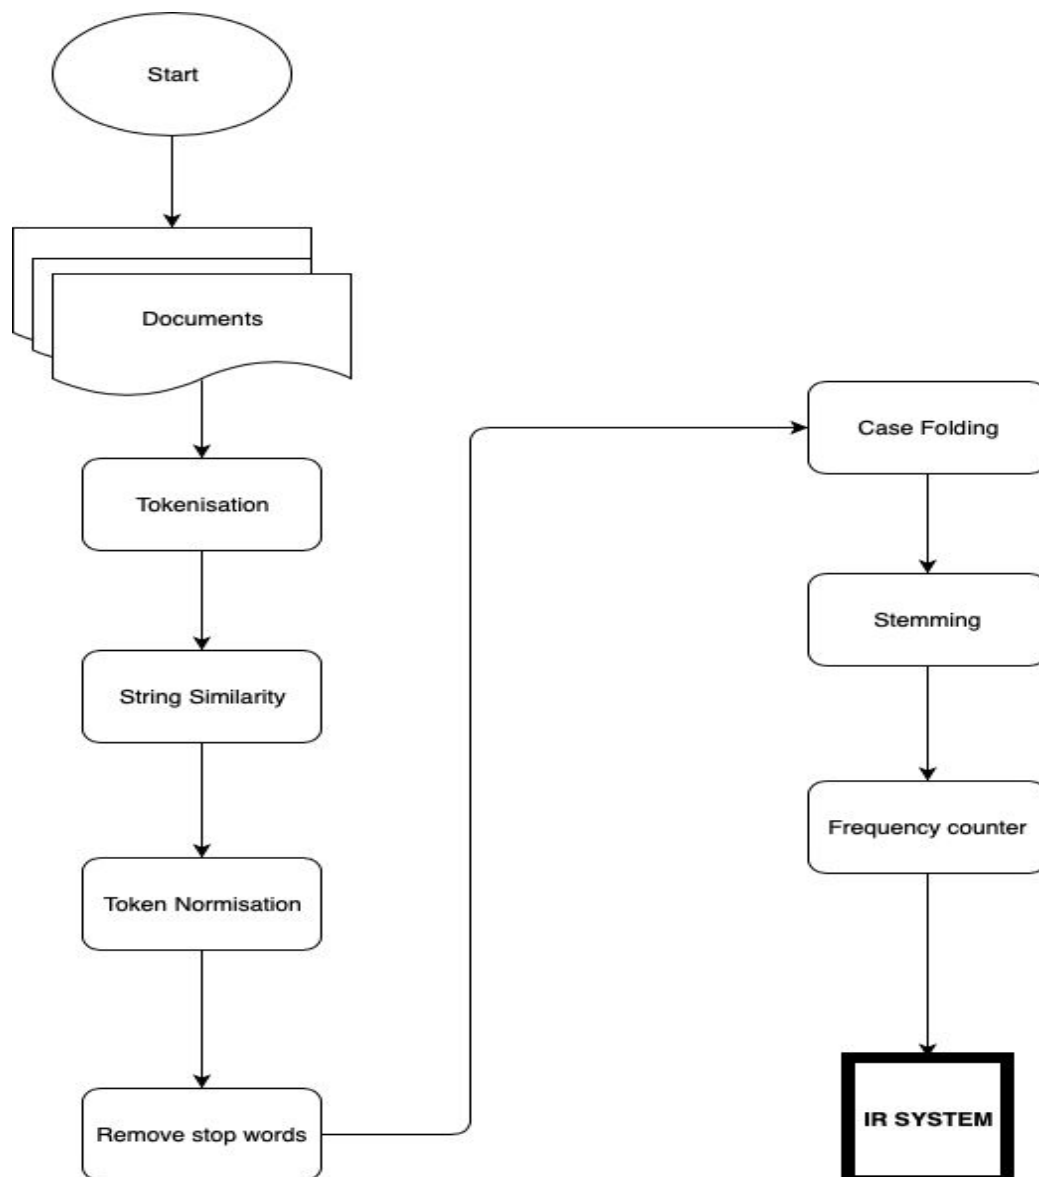 Start
Documents
Tokenisation
String Similarity
Token Normisation
Remove stop words
Case Folding
Stemming
Frequency counter
IR SYSTEM